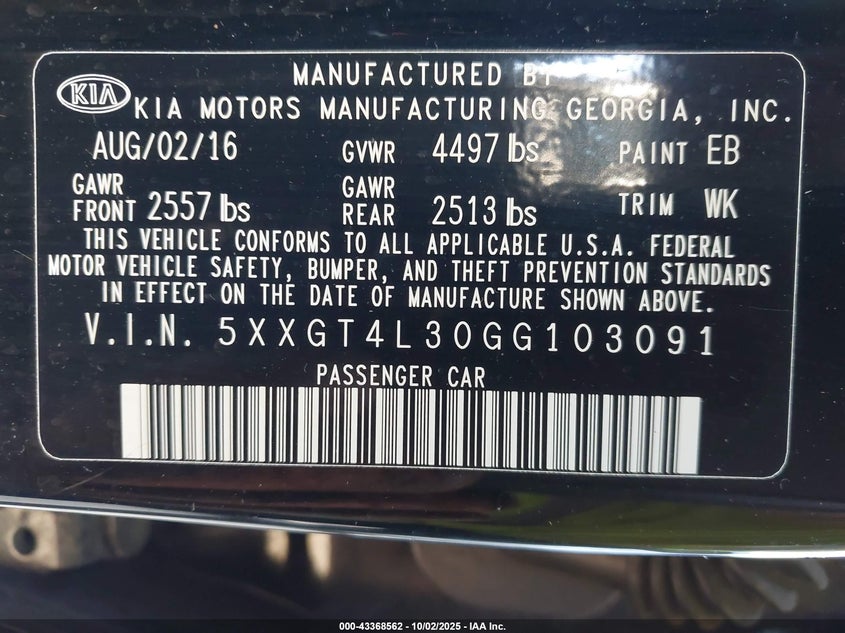 MANUFACTURED BY
KIA KIA MOTORS MANUFACTURING GEORGIA, INC.
AUG/02/16 GVWR 4497 lbs PAINT EB
GAWR FRONT 2557 lbs GAWR REAR 2513 lbs TRIM WK
THIS VEHICLE CONFORMS TO ALL APPLICABLE U.S.A. FEDERAL
MOTOR VEHICLE SAFETY, BUMPER, AND THEFT PREVENTION STANDARDS
IN EFFECT ON THE DATE OF MANUFACTURE SHOWN ABOVE.
V.I.N. 5XXGT4L30GG103091
PASSENGER CAR
000-43368562 - 10/02/2025 - IAA Inc.